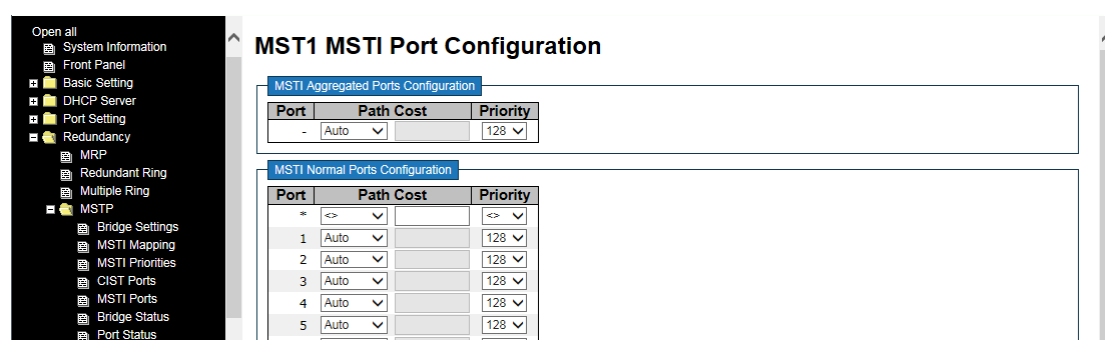 Open all
System Information
Front Panel
Basic Setting
DHCP Server
Port Setting
Redundancy
MRP
Redundant Ring
Multiple Ring
MSTP
Bridge Settings
MSTI Mapping
MSTI Priorities
CIST Ports
MSTI Ports
Bridge Status
Port Status
MST1 MSTI Port Configuration
MSTI Aggregated Ports Configuration
Port Path Cost Priority
- Auto 128
MSTI Normal Ports Configuration
Port Path Cost Priority
* <> <>
1 Auto 128
2 Auto 128
3 Auto 128
4 Auto 128
5 Auto 128